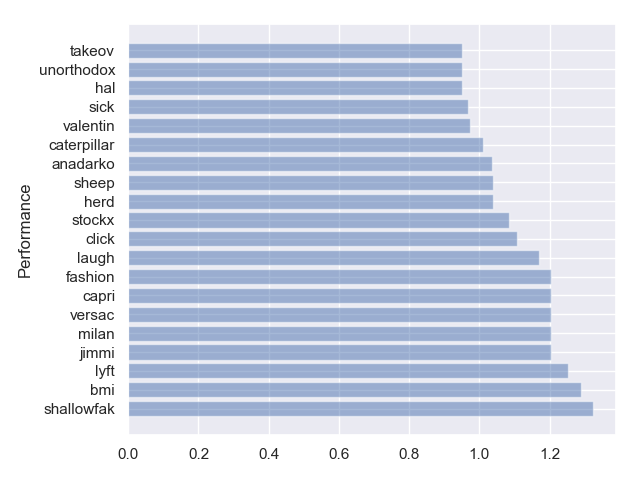 takeov
unorthodox
hal
sick
valentin
caterpillar
anadarko
sheep
herd
stockx
click
laugh
fashion
capri
versac
milan
jimmi
lyft
bmi
shallowfak
Performance
0.0 0.2 0.4 0.6 0.8 1.0 1.2